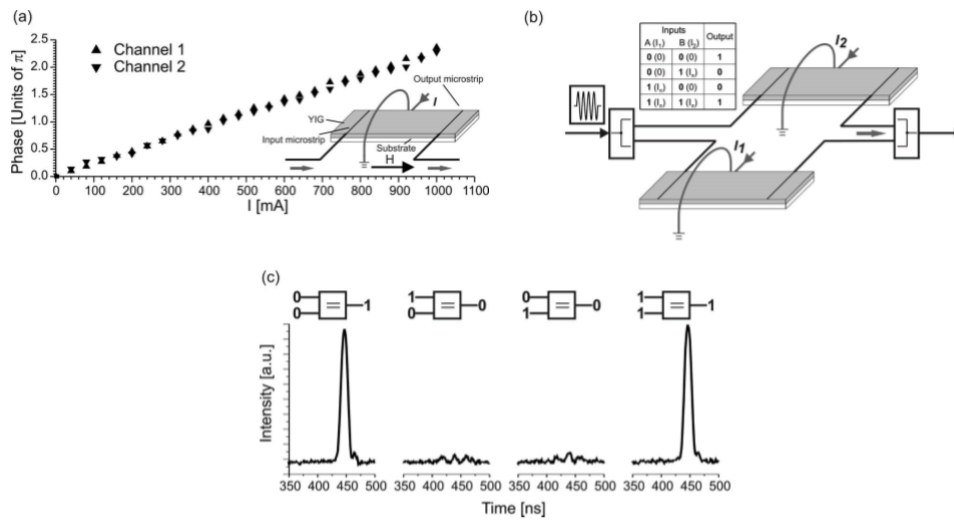 (a)
2.5
2.0
1.5
1.0
0.5
0.0
Phase [Units of π]
Channel 1
Channel 2
Output microstrip
I
YIG
Input microstrip
Substrate
H
0 100 200 300 400 500 600 700 800 900 1000 1100
I [mA]
(b)
Inputs Output
A (I₁) B (I₂)
0 (0) 0 (0) 1
0 (0) 1 (Iπ) 0
1 (Iπ) 0 (0) 0
1 (Iπ) 1 (Iπ) 1
I₂
I₁
(c)
0 0 = 1
1 0 = 0
0 1 = 0
1 1 = 1
Intensity [a.u.]
350 400 450 500 350 400 450 500 350 400 450 500 350 400 450 500
Time [ns]